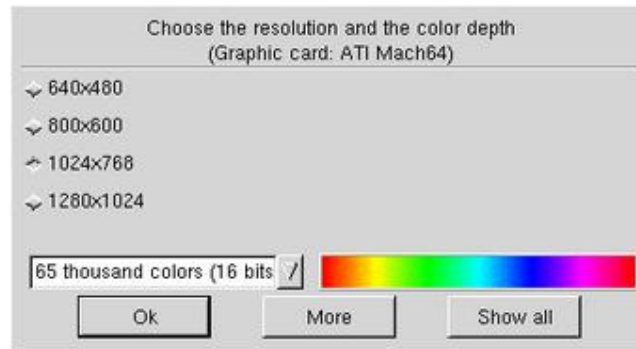 Choose the resolution and the color depth
(Graphic card: ATI Mach64)
640x480
800x600
1024x768
1280x1024
65 thousand colors (16 bits
Ok More Show all